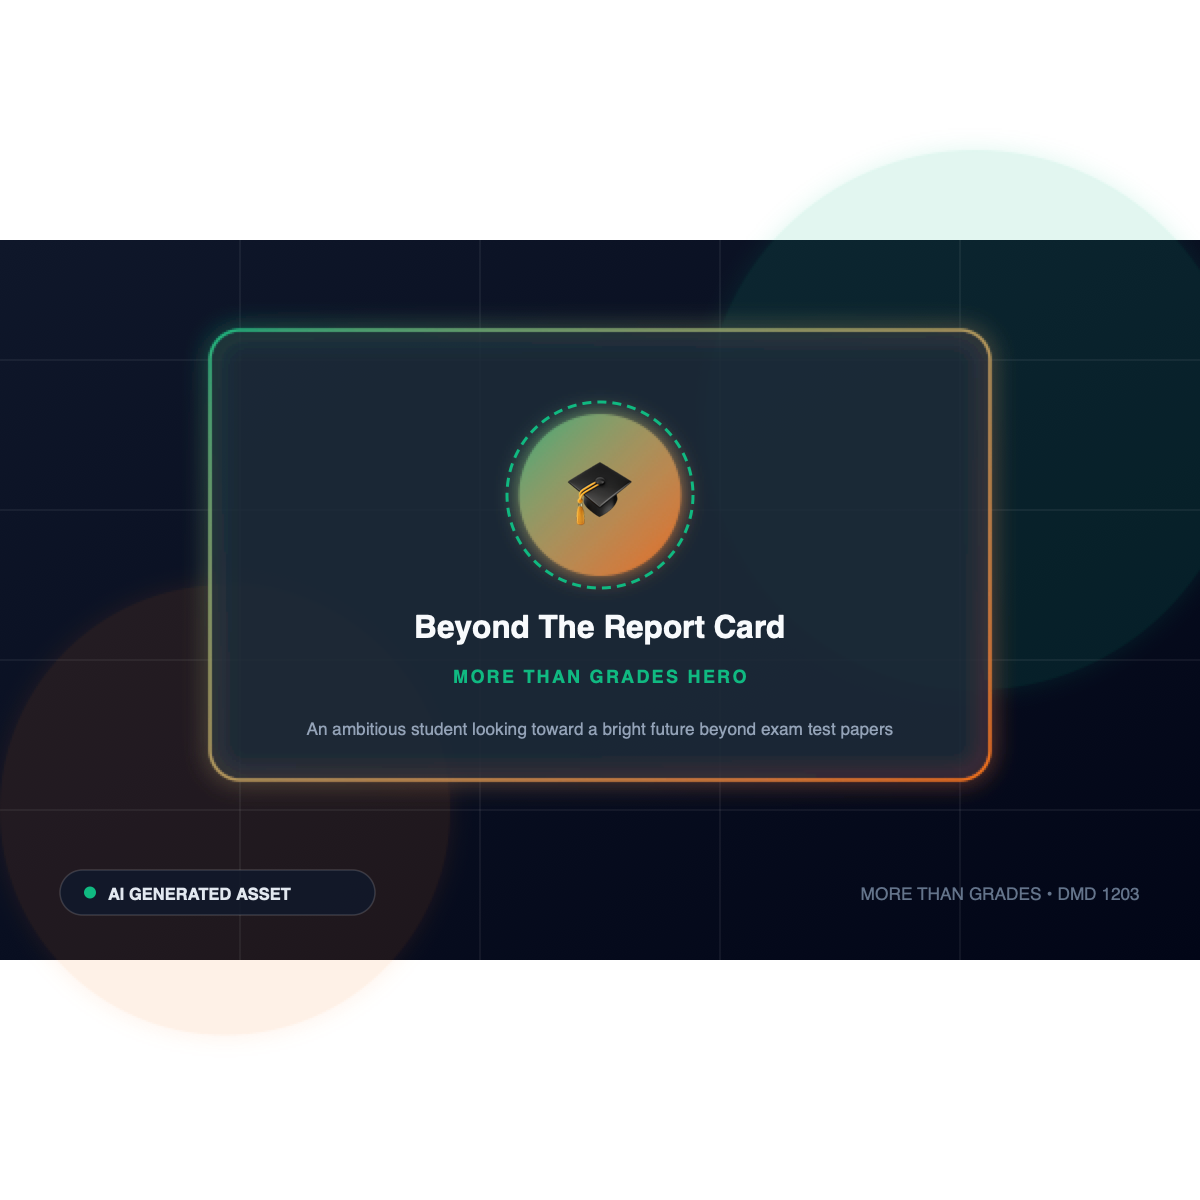 Beyond The Report Card
MORE THAN GRADES HERO
An ambitious student looking toward a bright future beyond exam test papers
AI GENERATED ASSET
MORE THAN GRADES • DMD 1203